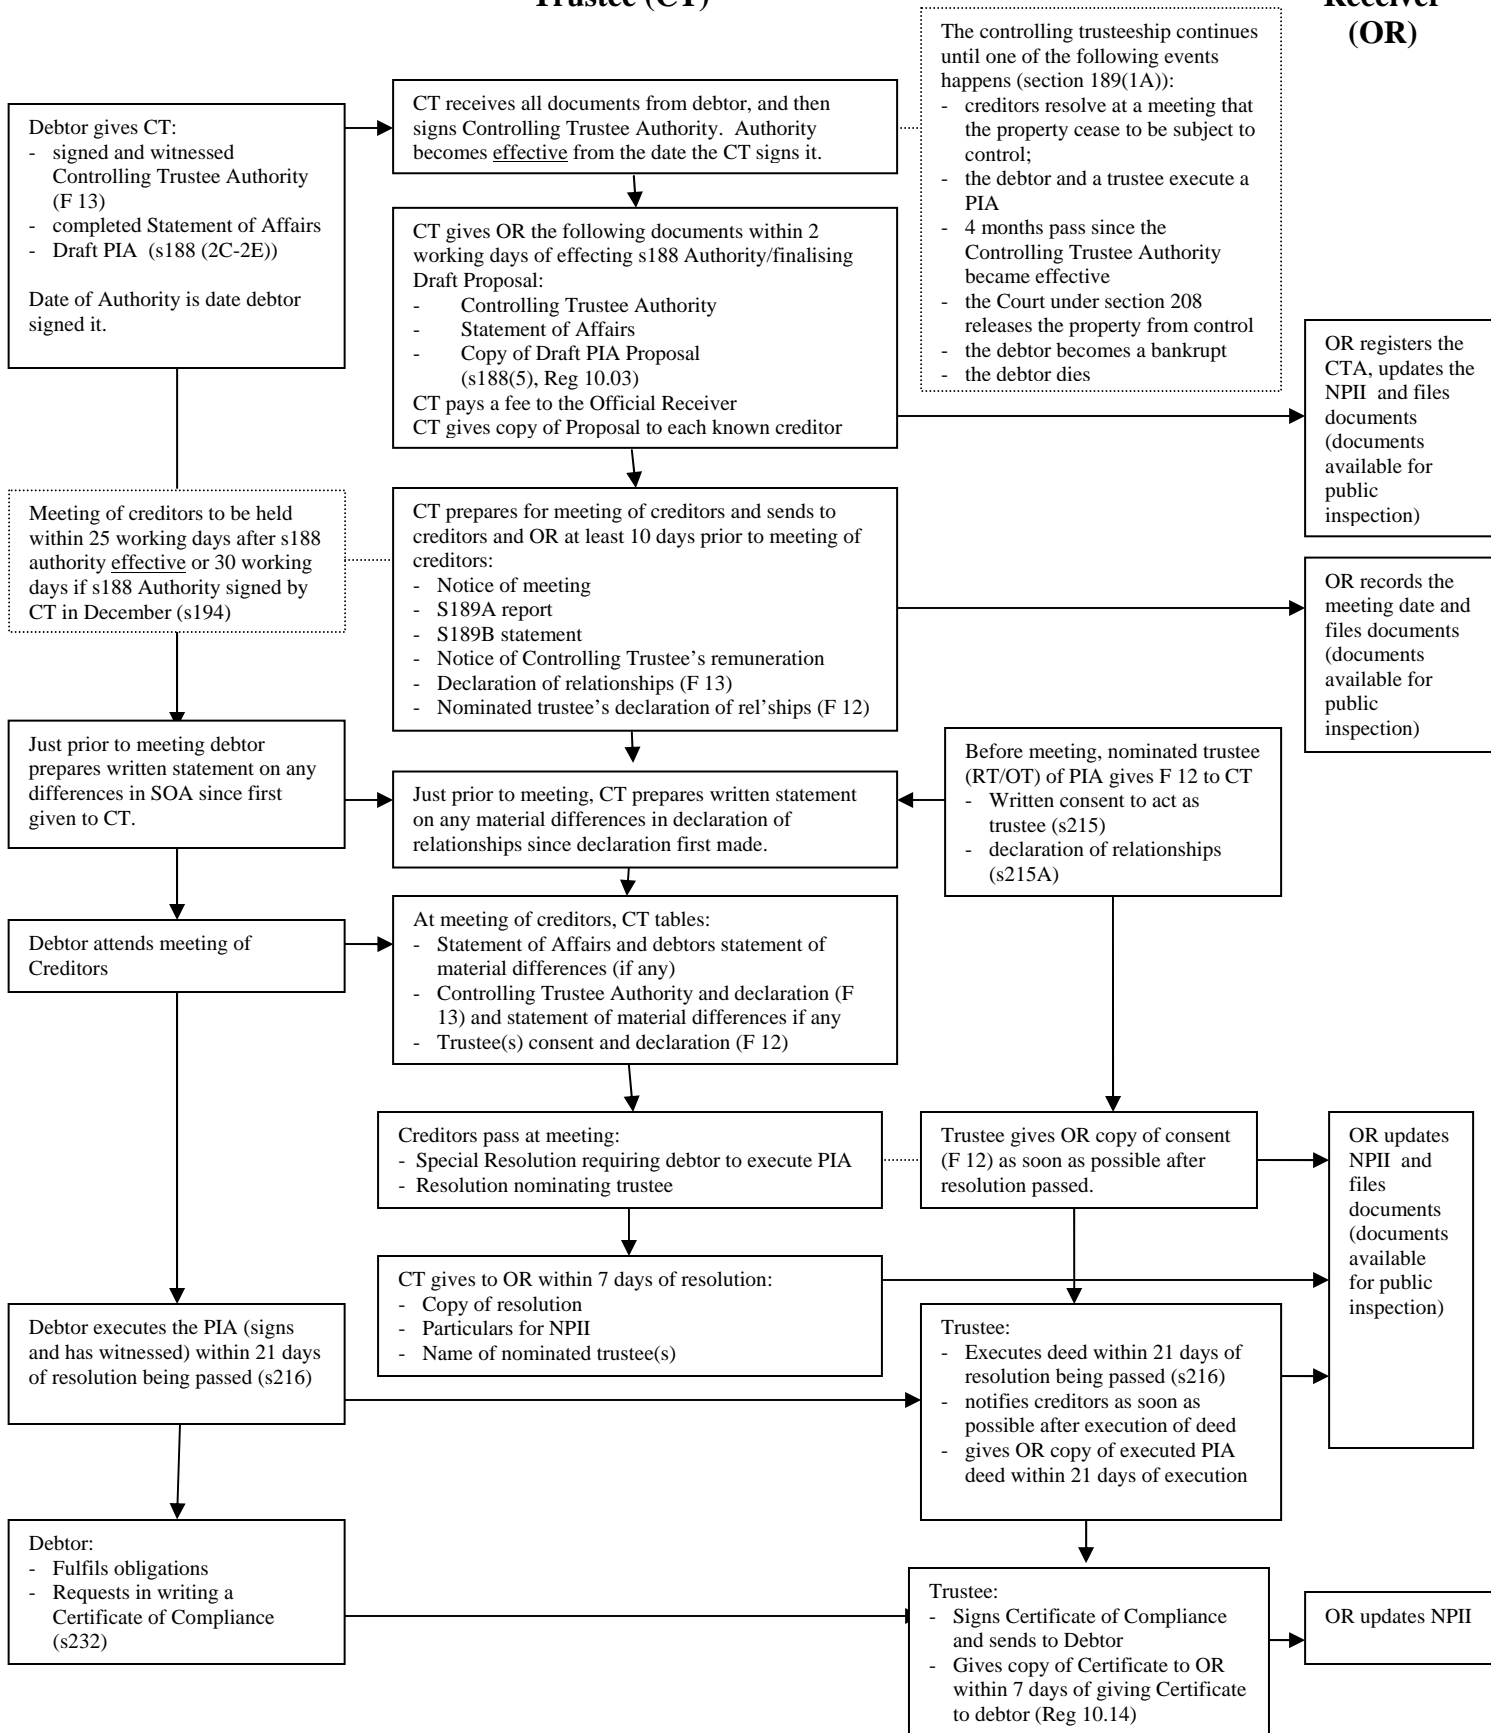 Trustee (CT)
Receiver
(OR)
The controlling trusteeship continues
until one of the following events
happens (section 189(1A)):
- creditors resolve at a meeting that
the property cease to be subject to
control;
- the debtor and a trustee execute a
PIA
- 4 months pass since the
Controlling Trustee Authority
became effective
- the Court under section 208
releases the property from control
- the debtor becomes a bankrupt
- the debtor dies
Debtor gives CT:
- signed and witnessed
Controlling Trustee Authority
(F 13)
- completed Statement of Affairs
- Draft PIA (s188 (2C-2E))
Date of Authority is date debtor
signed it.
CT receives all documents from debtor, and then
signs Controlling Trustee Authority. Authority
becomes effective from the date the CT signs it.
CT gives OR the following documents within 2
working days of effecting s188 Authority/finalising
Draft Proposal:
- Controlling Trustee Authority
- Statement of Affairs
- Copy of Draft PIA Proposal
(s188(5), Reg 10.03)
CT pays a fee to the Official Receiver
CT gives copy of Proposal to each known creditor
OR registers the
CTA, updates the
NPII and files
documents
(documents
available for
public
inspection)
Meeting of creditors to be held
within 25 working days after s188
authority effective or 30 working
days if s188 Authority signed by
CT in December (s194)
CT prepares for meeting of creditors and sends to
creditors and OR at least 10 days prior to meeting of
creditors:
- Notice of meeting
- S189A report
- S189B statement
- Notice of Controlling Trustee's remuneration
- Declaration of relationships (F 13)
- Nominated trustee's declaration of rel'ships (F 12)
OR records the
meeting date and
files documents
(documents
available for
public
inspection)
Just prior to meeting debtor
prepares written statement on any
differences in SOA since first
given to CT.
Just prior to meeting, CT prepares written statement
on any material differences in declaration of
relationships since declaration first made.
Before meeting, nominated trustee
(RT/OT) of PIA gives F 12 to CT
- Written consent to act as
trustee (s215)
- declaration of relationships
(s215A)
Debtor attends meeting of
Creditors
At meeting of creditors, CT tables:
- Statement of Affairs and debtors statement of
material differences (if any)
- Controlling Trustee Authority and declaration (F
13) and statement of material differences if any
- Trustee(s) consent and declaration (F 12)
Creditors pass at meeting:
- Special Resolution requiring debtor to execute PIA
- Resolution nominating trustee
Trustee gives OR copy of consent
(F 12) as soon as possible after
resolution passed.
OR updates
NPII and
files
documents
(documents
available
for public
inspection)
CT gives to OR within 7 days of resolution:
- Copy of resolution
- Particulars for NPII
- Name of nominated trustee(s)
Debtor executes the PIA (signs
and has witnessed) within 21 days
of resolution being passed (s216)
Trustee:
- Executes deed within 21 days of
resolution being passed (s216)
- notifies creditors as soon as
possible after execution of deed
- gives OR copy of executed PIA
deed within 21 days of execution
Debtor:
- Fulfils obligations
- Requests in writing a
Certificate of Compliance
(s232)
Trustee:
- Signs Certificate of Compliance
and sends to Debtor
- Gives copy of Certificate to OR
within 7 days of giving Certificate
to debtor (Reg 10.14)
OR updates NPII